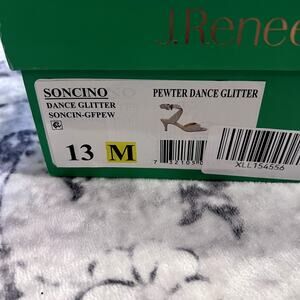 J.Renee
SONCINO
DANCE GLITTER
SONCIN-GFPEW
PEWTER DANCE GLITTER
13 M
XLL154556